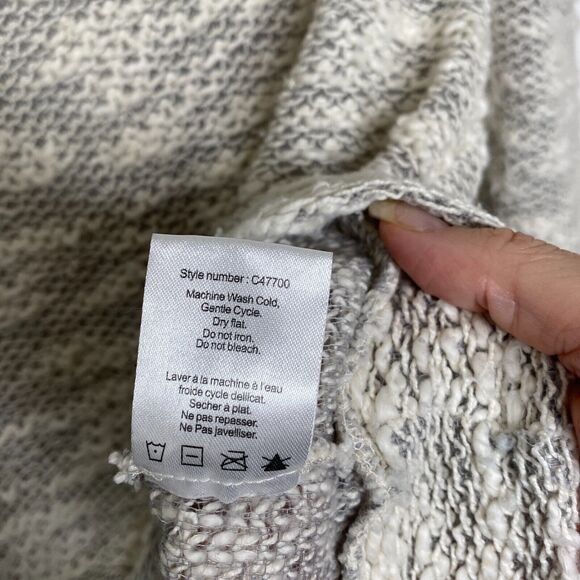 Style number : C47700
Machine Wash Cold,
Gentle Cycle.
Dry flat.
Do not iron.
Do not bleach.
Laver à la machine à l'eau
froide cycle délicat.
Secher à plat.
Ne pas repasser.
Ne Pas javelliser.